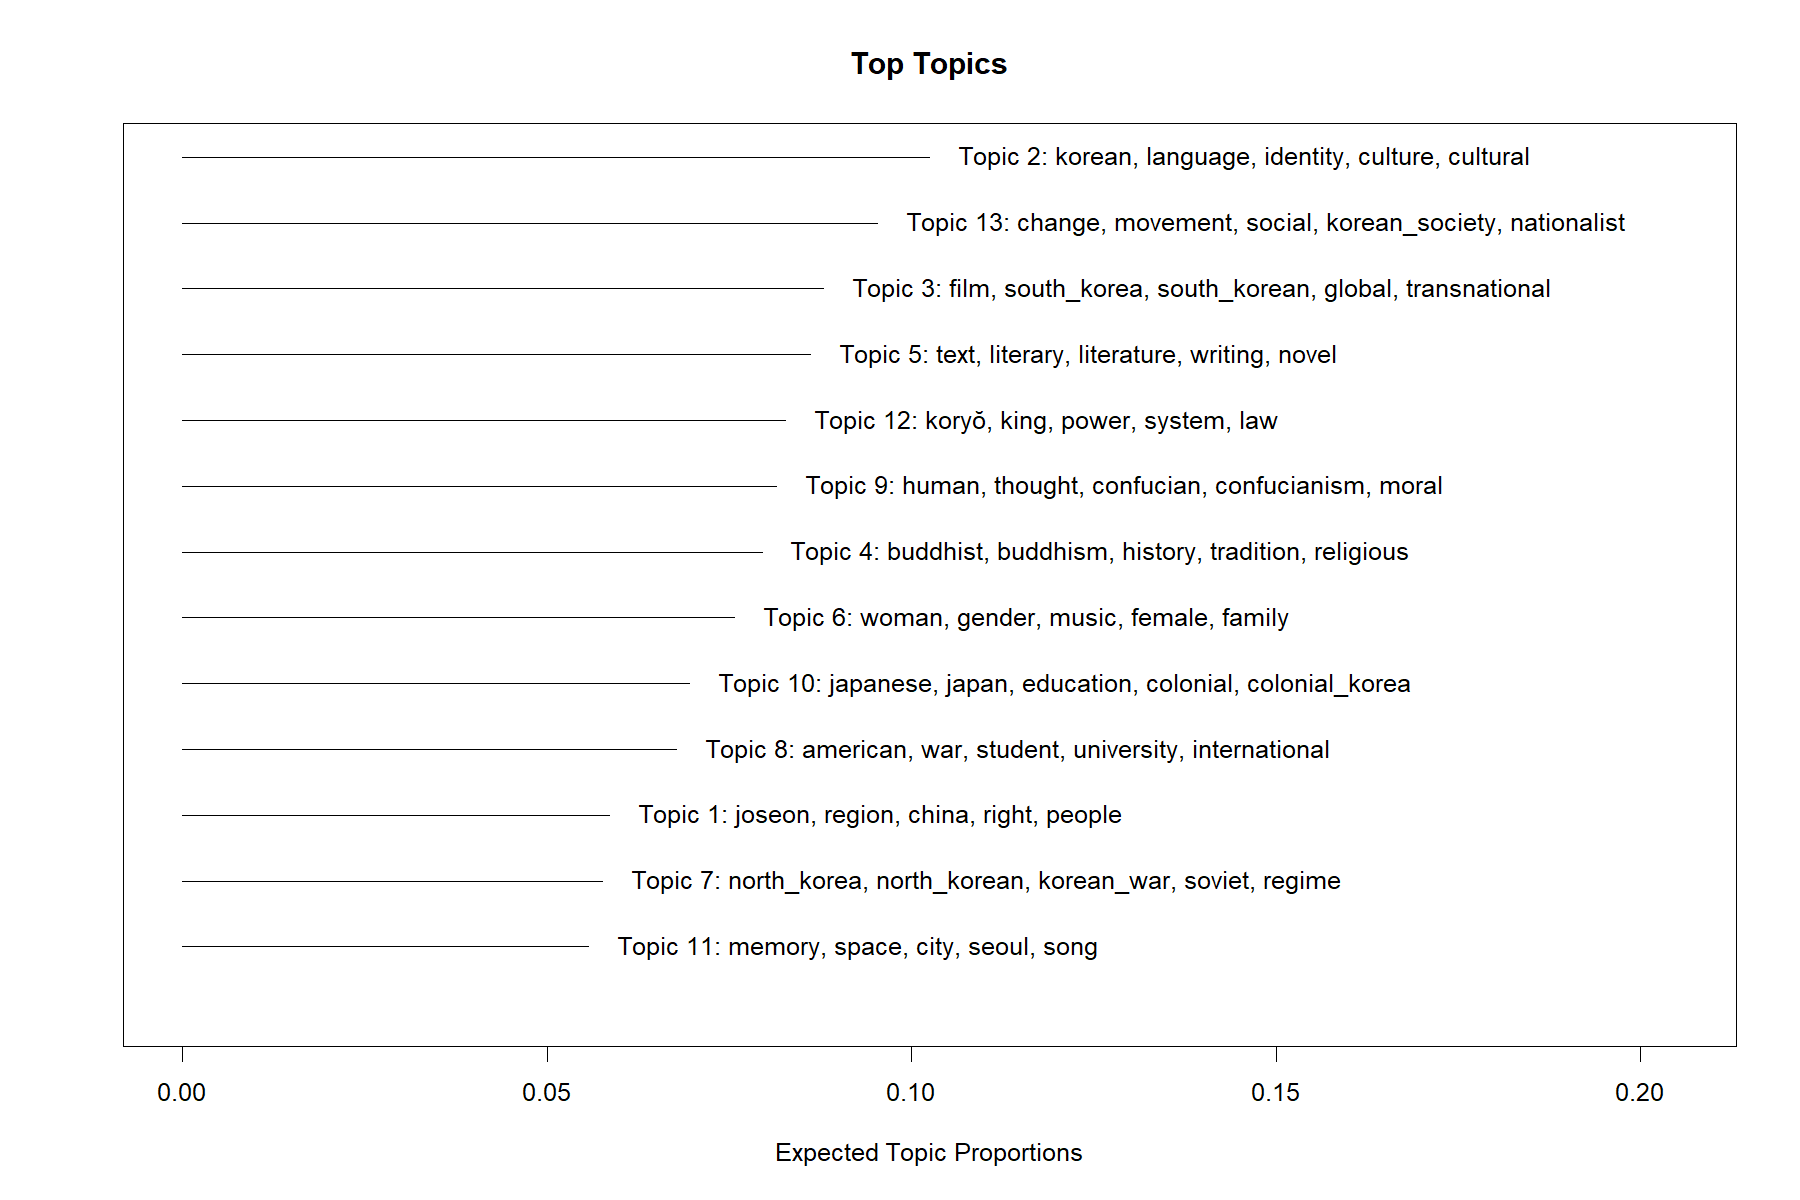 Top Topics
Topic 2: korean, language, identity, culture, cultural
Topic 13: change, movement, social, korean_society, nationalist
Topic 3: film, south_korea, south_korean, global, transnational
Topic 5: text, literary, literature, writing, novel
Topic 12: koryŏ, king, power, system, law
Topic 9: human, thought, confucian, confucianism, moral
Topic 4: buddhist, buddhism, history, tradition, religious
Topic 6: woman, gender, music, female, family
Topic 10: japanese, japan, education, colonial, colonial_korea
Topic 8: american, war, student, university, international
Topic 1: joseon, region, china, right, people
Topic 7: north_korea, north_korean, korean_war, soviet, regime
Topic 11: memory, space, city, seoul, song
0.00 0.05 0.10 0.15 0.20
Expected Topic Proportions